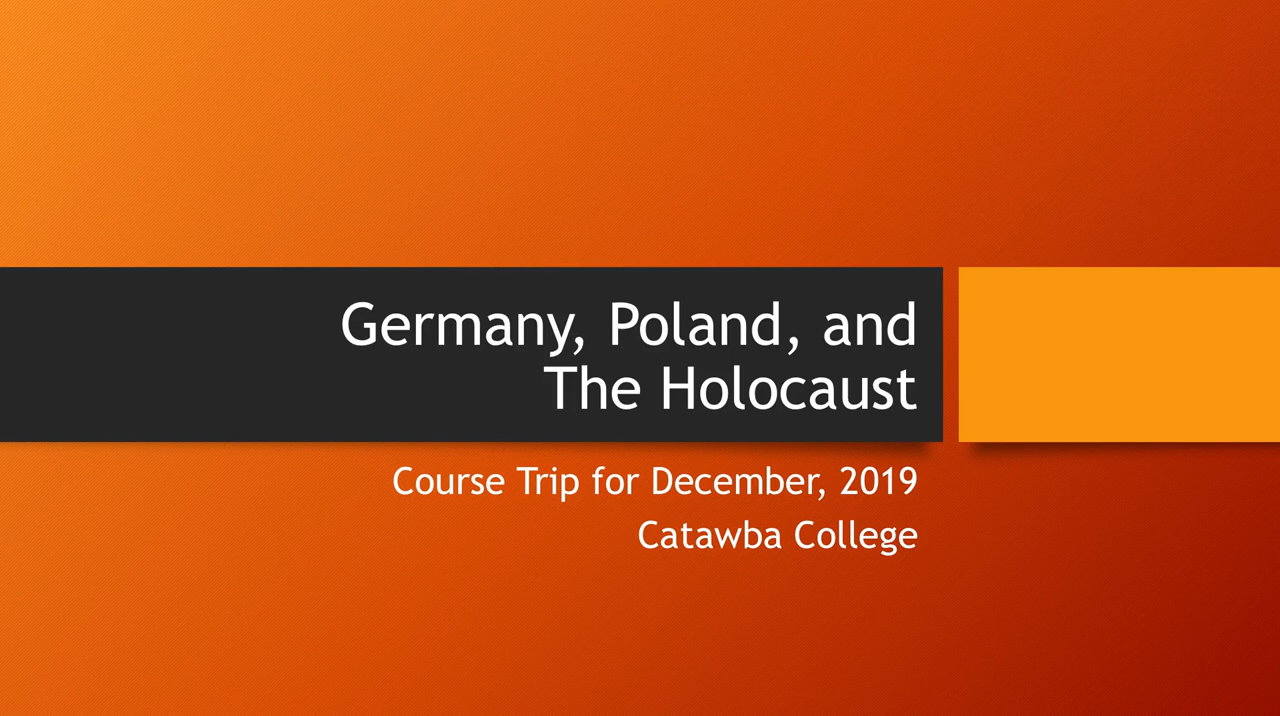 Germany, Poland, and
The Holocaust
Course Trip for December, 2019
Catawba College